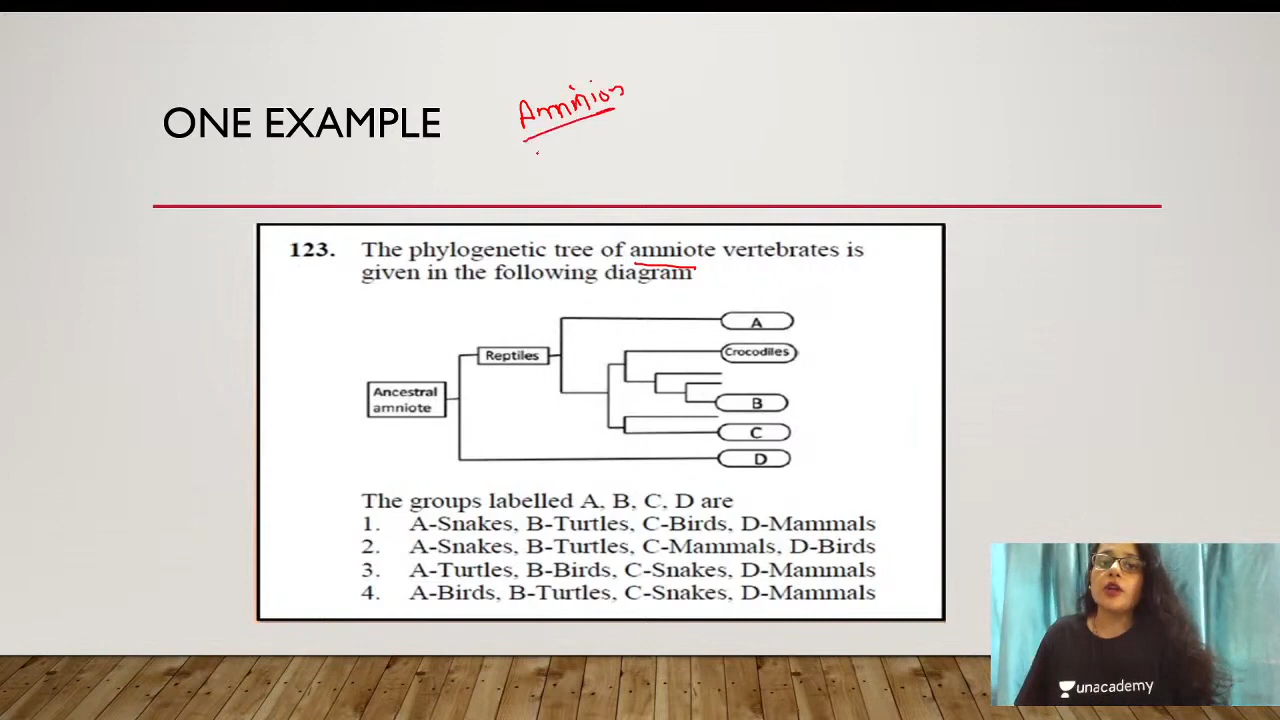 ONE EXAMPLE
Amnion
123. The phylogenetic tree of amniote vertebrates is
given in the following diagram
A
Reptiles
Crocodiles
Ancestral
amniote
B
C
D
The groups labelled A, B, C, D are
1. A-Snakes, B-Turtles, C-Birds, D-Mammals
2. A-Snakes, B-Turtles, C-Mammals, D-Birds
3. A-Turtles, B-Birds, C-Snakes, D-Mammals
4. A-Birds, B-Turtles, C-Snakes, D-Mammals
unacademy